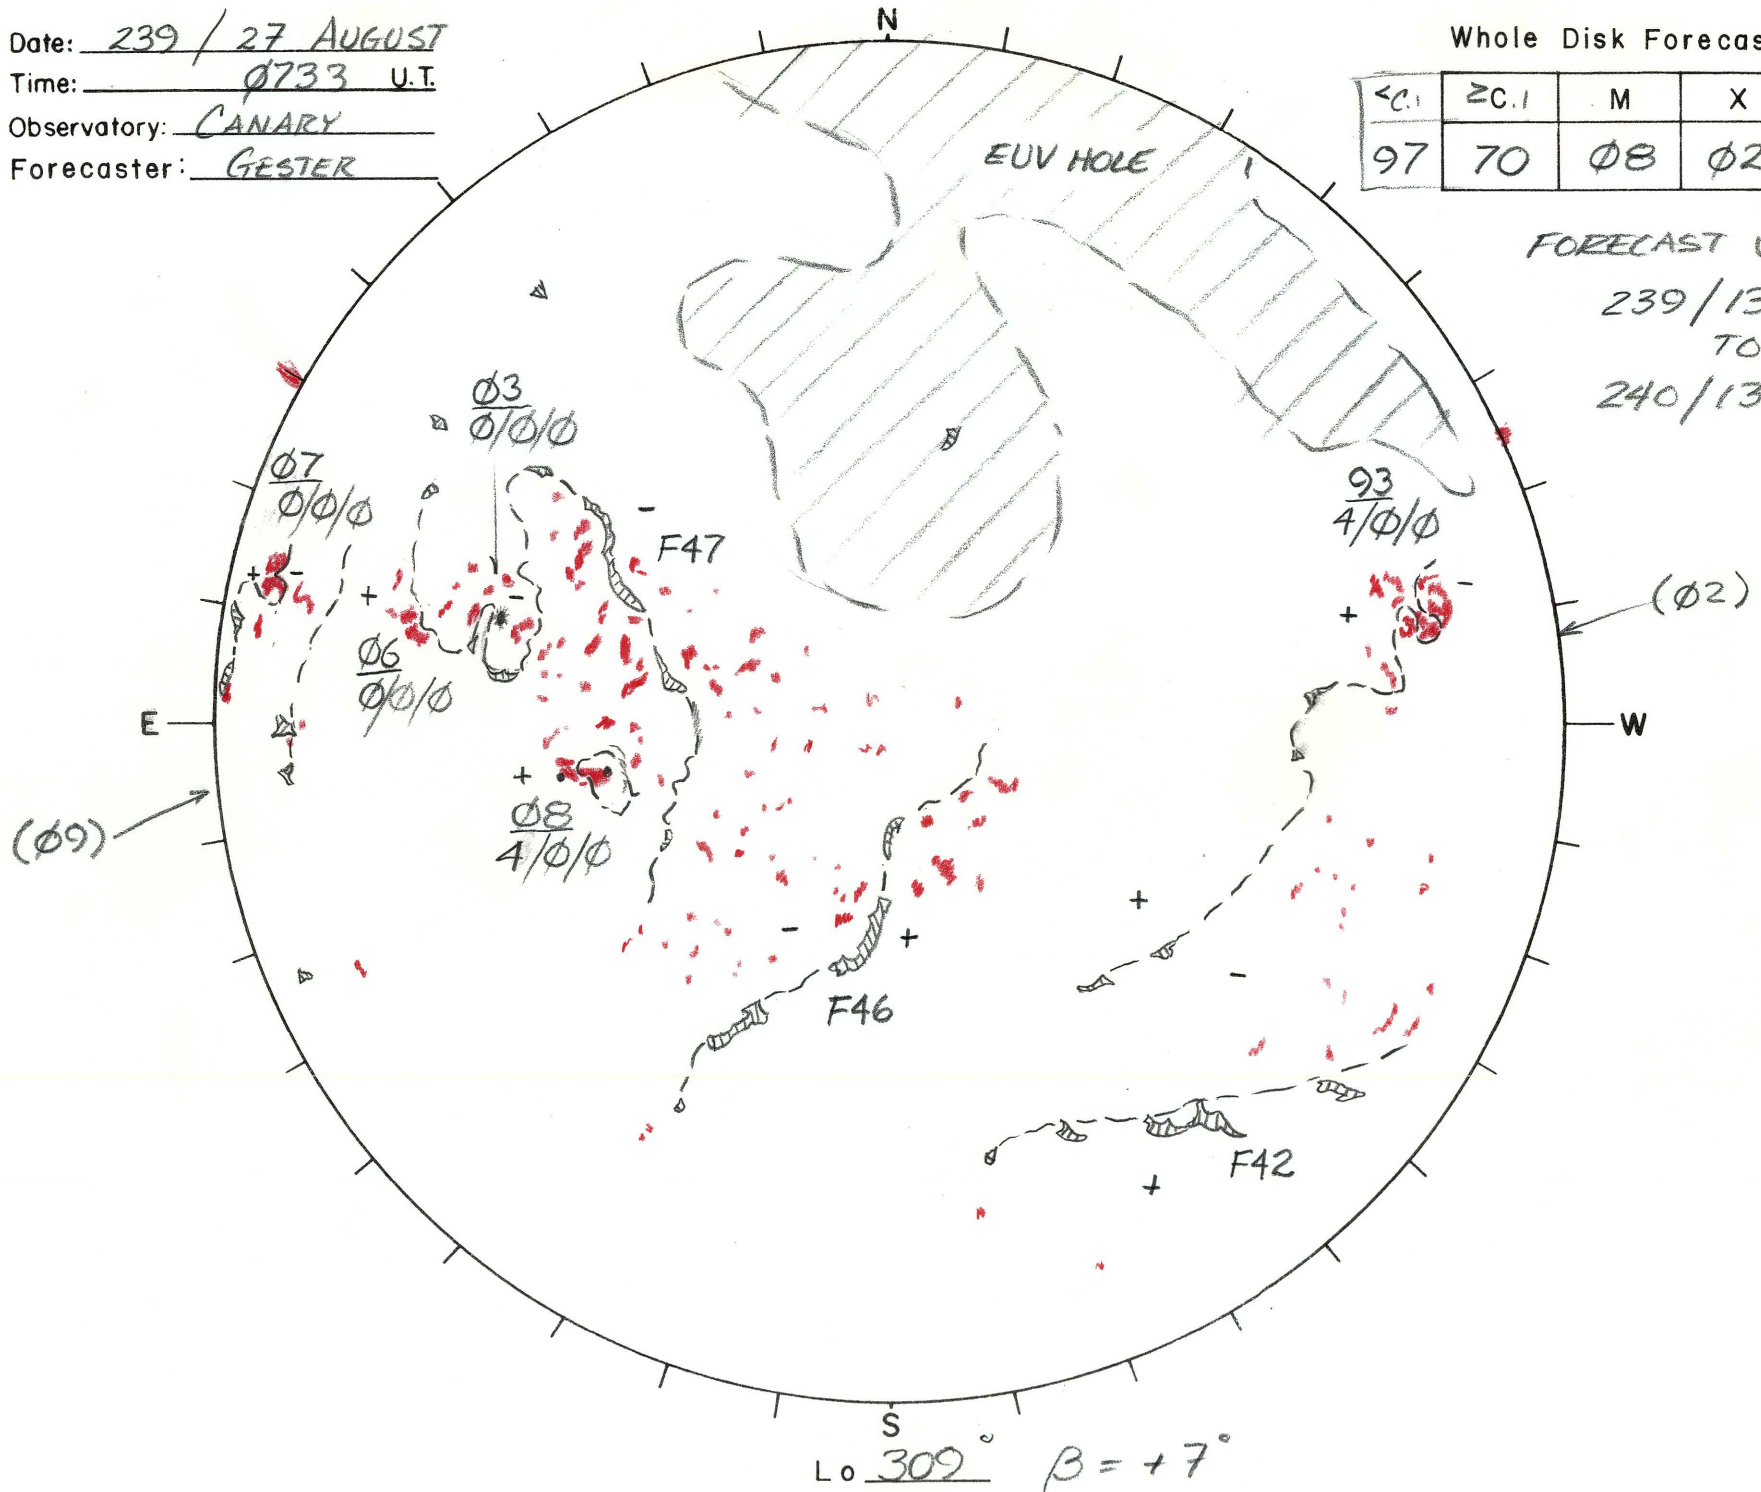 Date: 239 / 27 AUGUST
Time: Ø733 U.T.
Observatory: CANARY
Forecaster: GESTER
N
Whole Disk Forecas
<C.1 ≥C.1 M X
97 70 Ø8 Ø2
FORECAST
239/13
TO
240/13
EUV HOLE
Ø3
Ø/Ø/Ø
Ø7
Ø/Ø/Ø
93
4/Ø/Ø
-
F47
+ -
+ -
+ -
(Ø2)
Ø6
Ø/Ø/Ø
E
W
+
Ø8
4/Ø/Ø
(Ø9)
+
- +
-
F46
F42
+
S
Lo 309° β = +7°